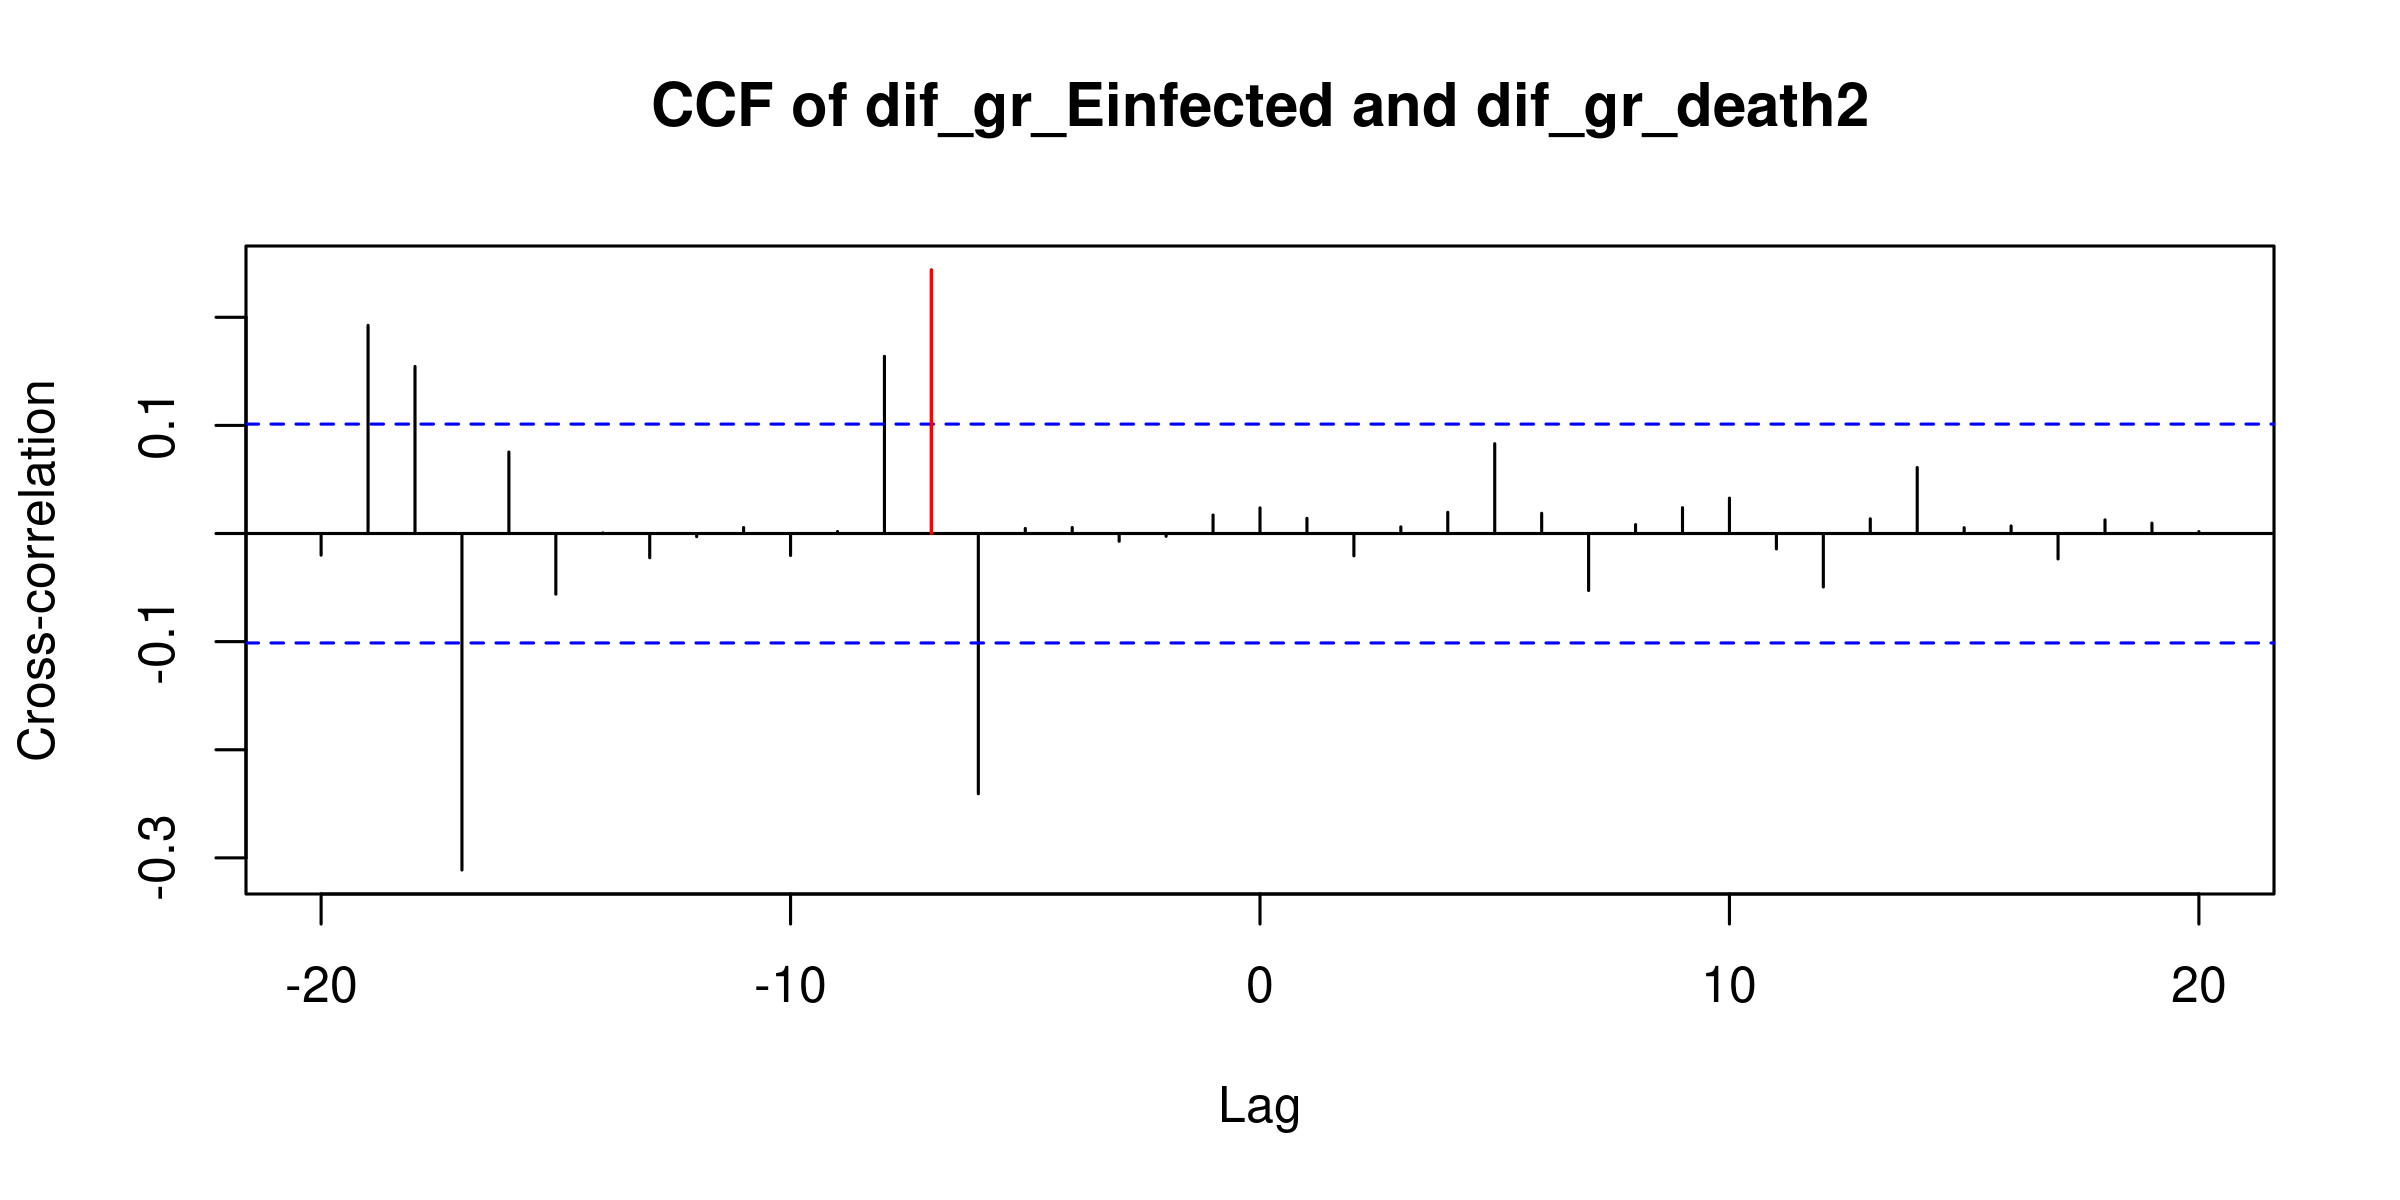 CCF of dif_gr_Einfected and dif_gr_death2
Cross-correlation
0.1
-0.1
-0.3
-20 -10 0 10 20
Lag